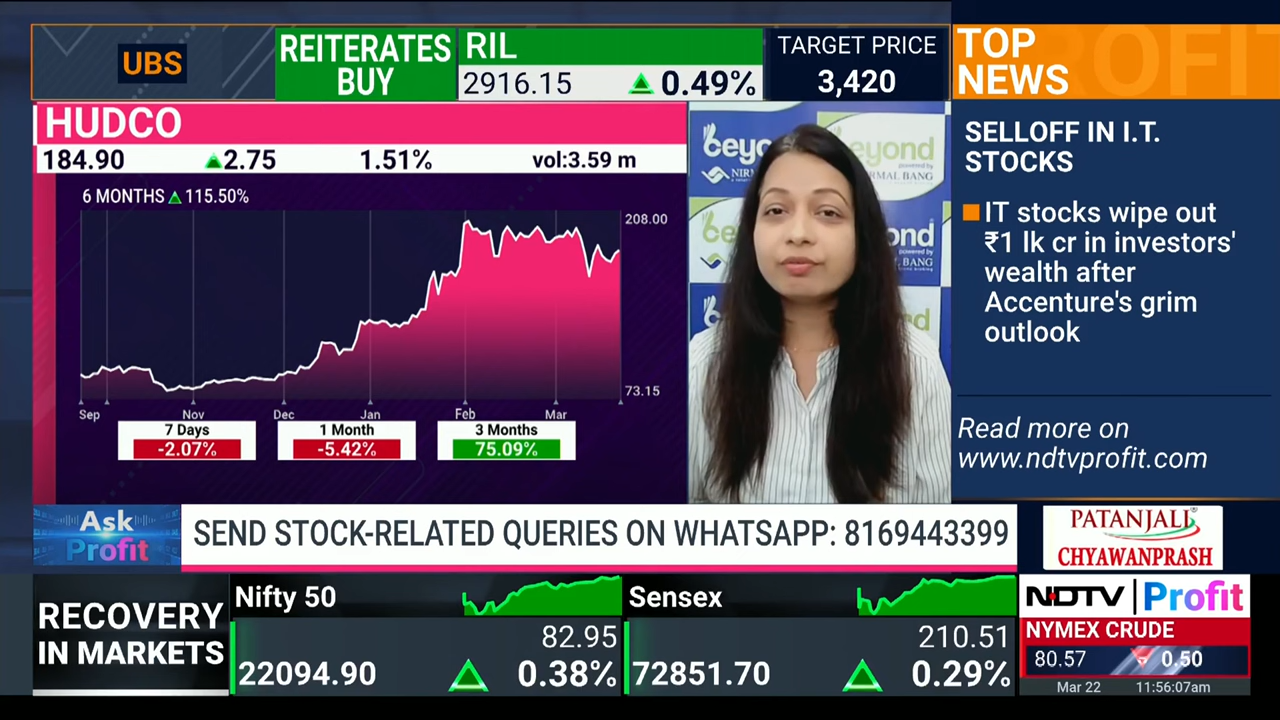 UBS
REITERATES
BUY
RIL
2916.15 ▲ 0.49%
TARGET PRICE
3,420
TOP
NEWS
HUDCO
184.90 ▲2.75 1.51% vol:3.59 m
6 MONTHS ▲ 115.50%
208.00
73.15
Sep Nov Dec Jan Feb Mar
7 Days
-2.07%
1 Month
-5.42%
3 Months
75.09%
beyond
powered by
NIRMAL BANG
SELLOFF IN I.T.
STOCKS
IT stocks wipe out
₹1 lk cr in investors'
wealth after
Accenture's grim
outlook
Read more on
www.ndtvprofit.com
Ask
Profit
SEND STOCK-RELATED QUERIES ON WHATSAPP: 8169443399
PATANJALI
CHYAWANPRASH
RECOVERY
IN MARKETS
Nifty 50
82.95
22094.90 ▲ 0.38%
Sensex
210.51
72851.70 ▲ 0.29%
NDTV Profit
NYMEX CRUDE
80.57 ▼ 0.50
Mar 22 11:56:07am